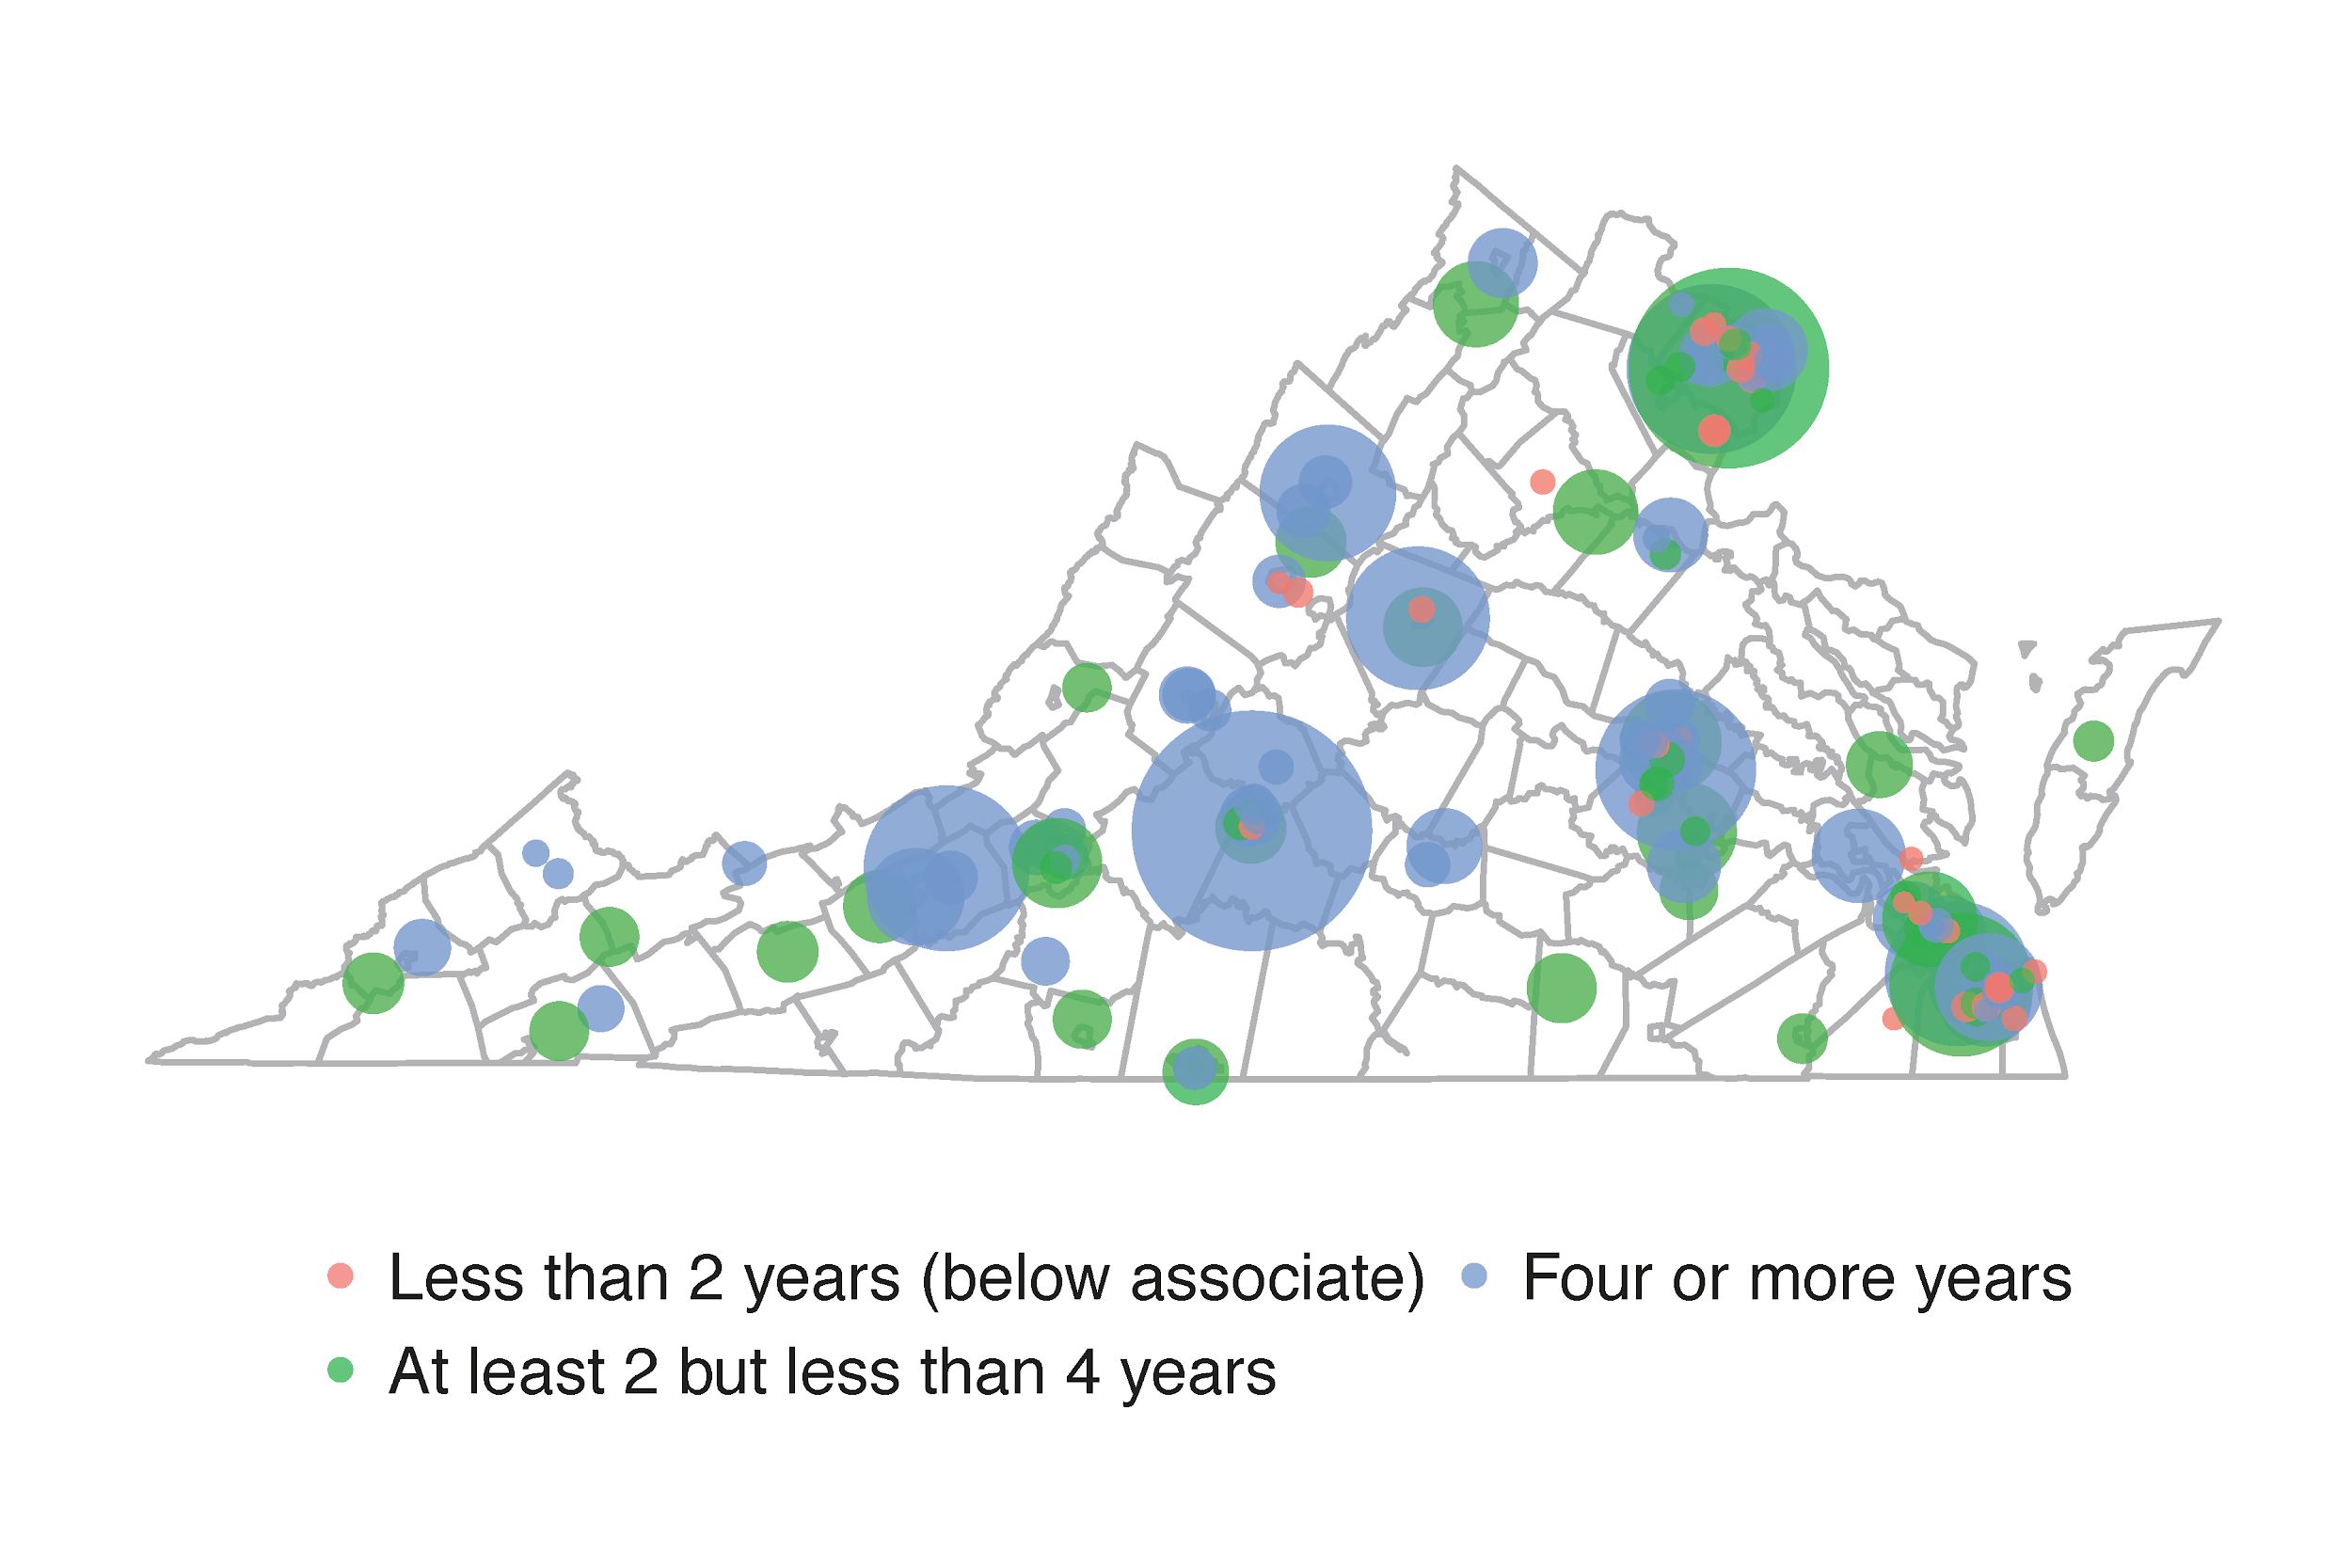 Less than 2 years (below associate)
Four or more years
At least 2 but less than 4 years